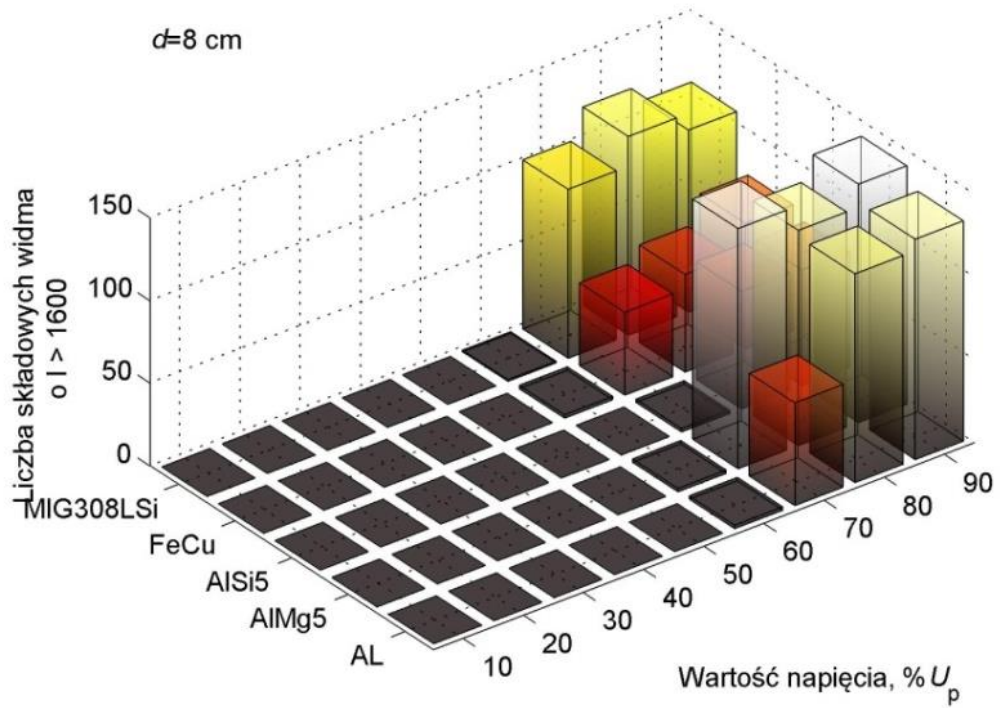 d=8 cm
Liczba składowych widma
o I > 1600
150
100
50
0
MIG308LSi
FeCu
AlSi5
AlMg5
AL
10
20
30
40
50
60
70
80
90
Wartość napięcia, % Up